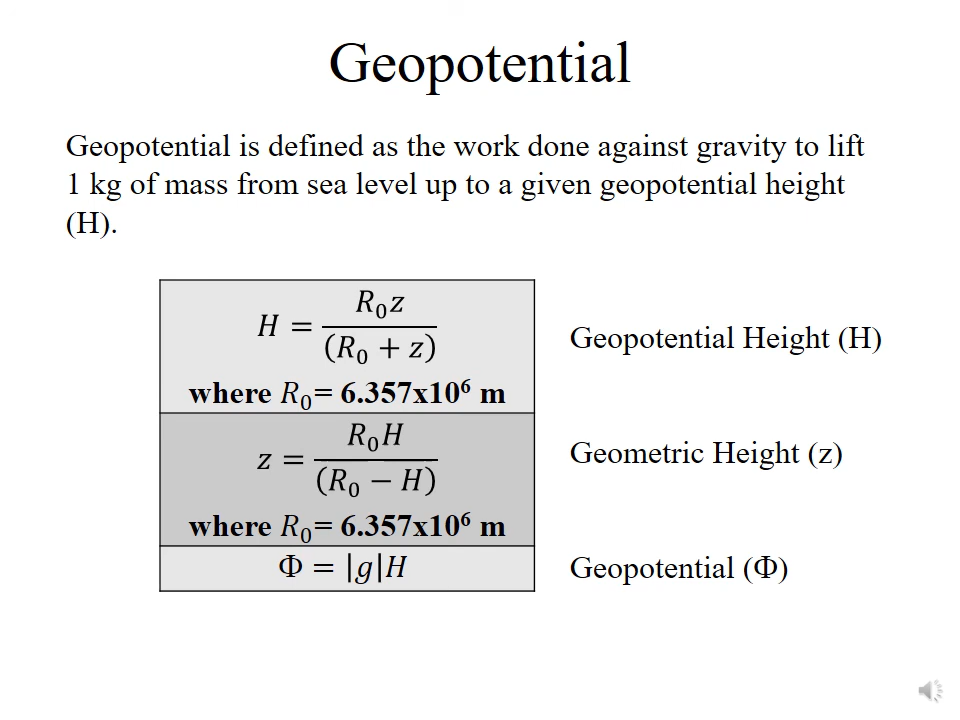 Geopotential
Geopotential is defined as the work done against gravity to lift
1 kg of mass from sea level up to a given geopotential height
(H).
H = R₀z / (R₀ + z)
where R₀= 6.357x10⁶ m
Geopotential Height (H)
z = R₀H / (R₀ − H)
where R₀= 6.357x10⁶ m
Geometric Height (z)
Φ = |g|H
Geopotential (Φ)